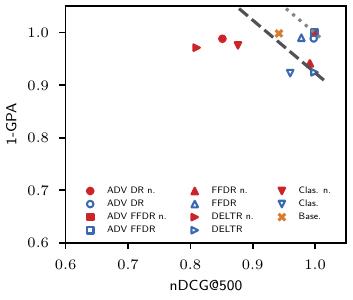 1-GPA
1.0
0.9
0.8
0.7
0.6
ADV DR n.
ADV DR
ADV FFDR n.
ADV FFDR
FFDR n.
FFDR
DELTR n.
DELTR
Clas. n.
Clas.
Base.
0.6 0.7 0.8 0.9 1.0
nDCG@500